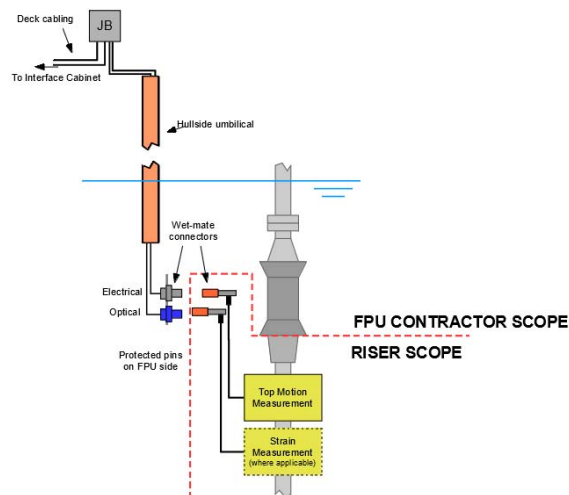 Deck cabling
JB
To Interface Cabinet
Hullside umbilical
Wet-mate
connectors
Electrical
Optical
FPU CONTRACTOR SCOPE
RISER SCOPE
Protected pins
on FPU side
Top Motion
Measurement
Strain
Measurement
(where applicable)